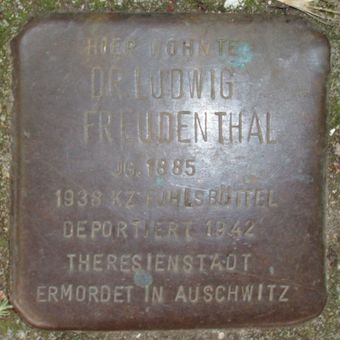 HIER WOHNTE
DR. LUDWIG
FREUDENTHAL
JG. 1885
1938 KZ FUHLSBÜTTEL
DEPORTIERT 1942
THERESIENSTADT
ERMORDET IN AUSCHWITZ